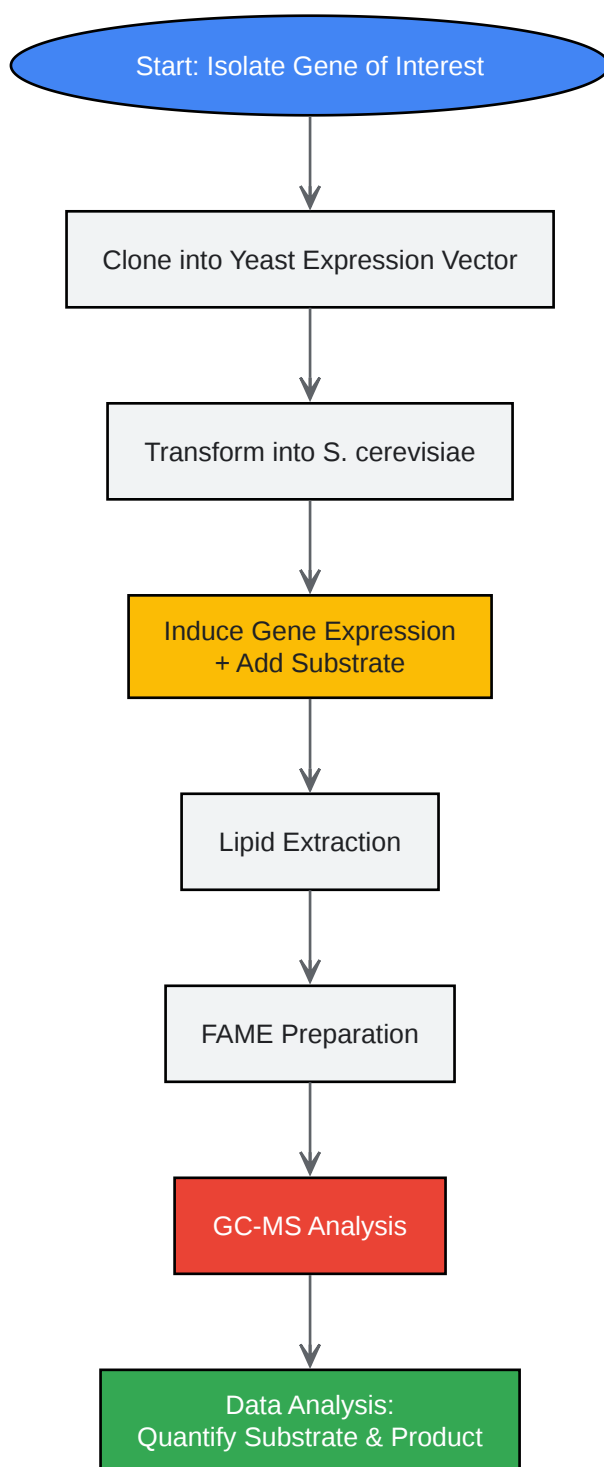 Start: Isolate Gene of Interest
Clone into Yeast Expression Vector
Transform into S. cerevisiae
Induce Gene Expression
+ Add Substrate
Lipid Extraction
FAME Preparation
GC-MS Analysis
Data Analysis:
Quantify Substrate & Product